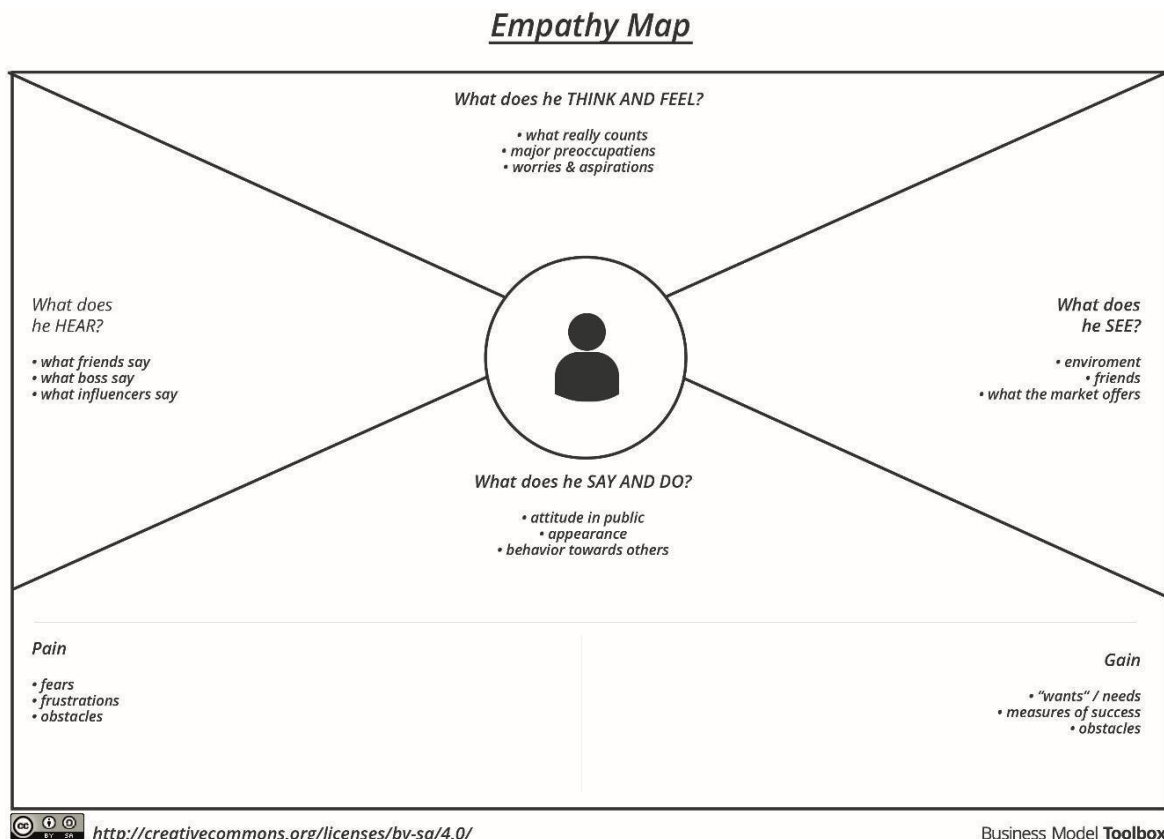 Empathy Map
What does he THINK AND FEEL?
• what really counts
• major preoccupatiens
• worries & aspirations
What does
he HEAR?
• what friends say
• what boss say
• what influencers say
What does
he SEE?
• enviroment
• friends
• what the market offers
What does he SAY AND DO?
• attitude in public
• appearance
• behavior towards others
Pain
• fears
• frustrations
• obstacles
Gain
• “wants“ / needs
• measures of success
• obstacles
cc BY SA http://creativecommons.org/licenses/by-sa/4.0/
Business Model Toolbox